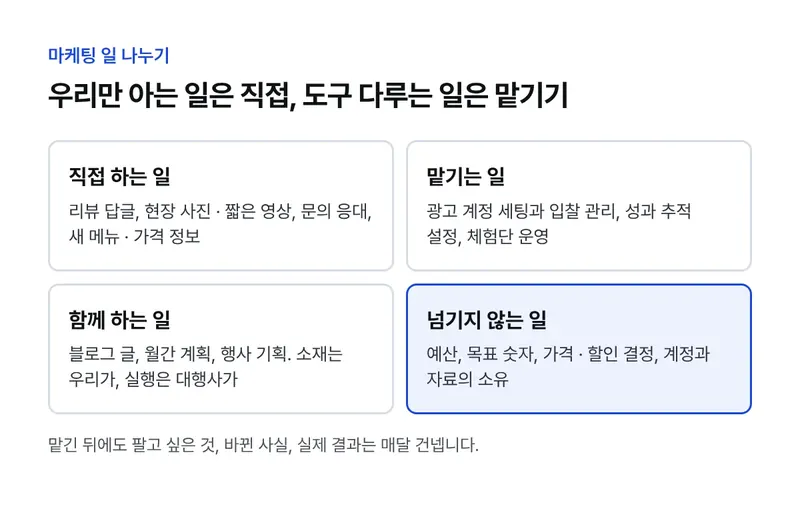 마케팅 일 나누기
우리만 아는 일은 직접, 도구 다루는 일은 맡기기
직접 하는 일
리뷰 답글, 현장 사진 · 짧은 영상, 문의 응대,
새 메뉴 · 가격 정보
맡기는 일
광고 계정 세팅과 입찰 관리, 성과 추적
설정, 체험단 운영
함께 하는 일
블로그 글, 월간 계획, 행사 기획. 소재는
우리가, 실행은 대행사가
넘기지 않는 일
예산, 목표 숫자, 가격 · 할인 결정, 계정과
자료의 소유
맡긴 뒤에도 팔고 싶은 것, 바뀐 사실, 실제 결과는 매달 건넵니다.